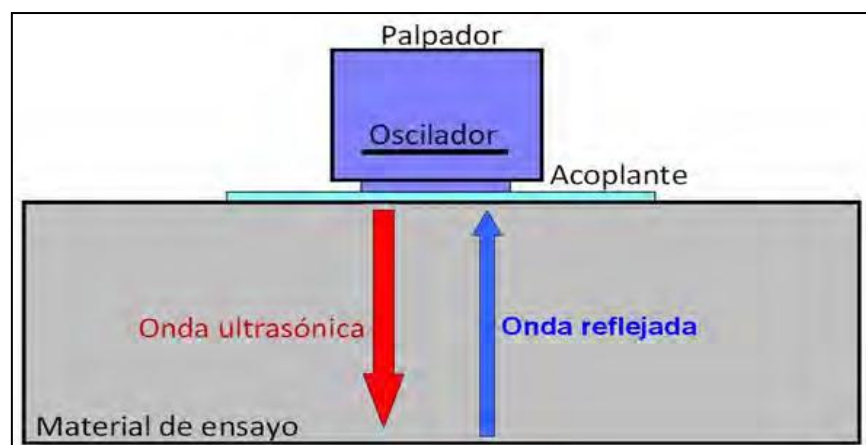 Palpador
Oscilador
Acoplante
Onda ultrasónica
Onda reflejada
Material de ensayo